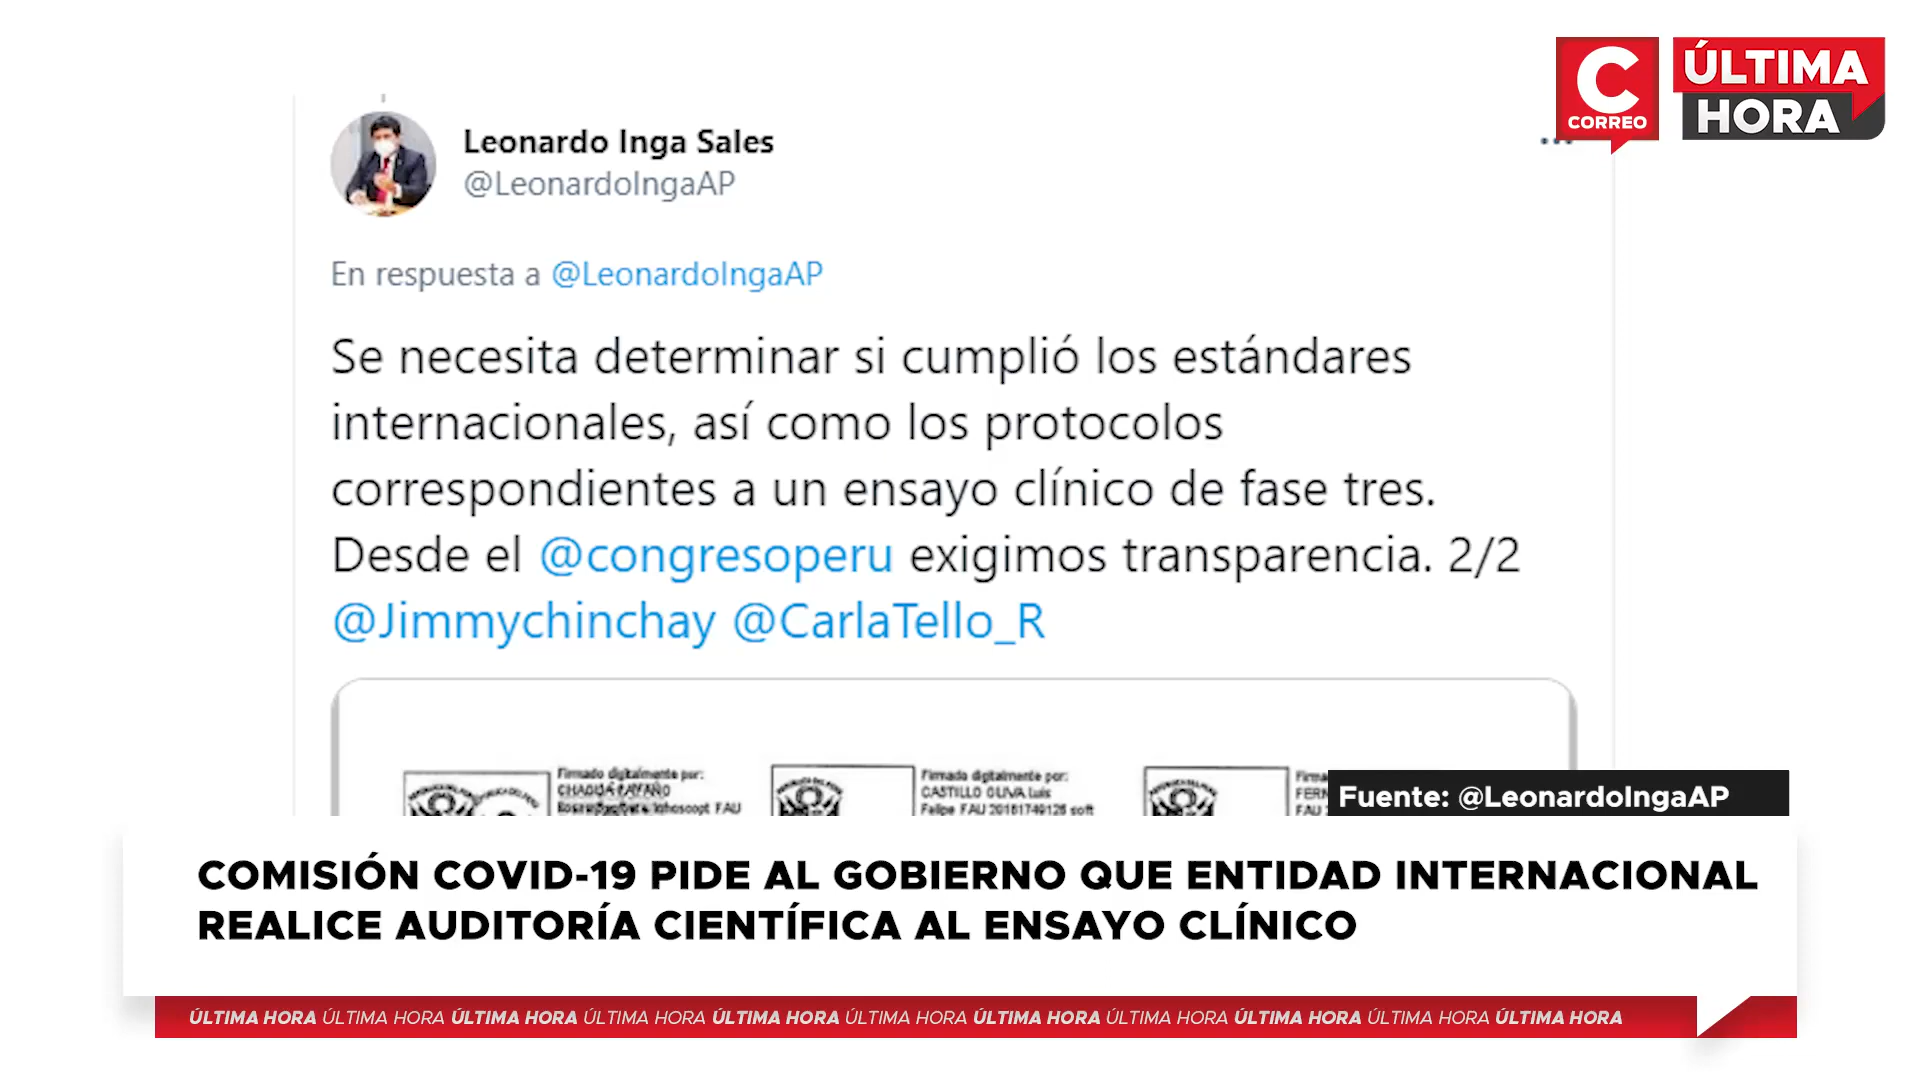 C
CORREO
ÚLTIMA
HORA
Leonardo Inga Sales
@LeonardoIngaAP
En respuesta a @LeonardoIngaAP
Se necesita determinar si cumplió los estándares
internacionales, así como los protocolos
correspondientes a un ensayo clínico de fase tres.
Desde el @congresoperu exigimos transparencia. 2/2
@Jimmychinchay @CarlaTello_R
Firmado digitalmente por:
Firmado digitalmente por:
CASTILLO OLIVA Luis
Felipe FAU 20161749126 soft
Fuente: @LeonardoIngaAP
COMISIÓN COVID-19 PIDE AL GOBIERNO QUE ENTIDAD INTERNACIONAL
REALICE AUDITORÍA CIENTÍFICA AL ENSAYO CLÍNICO
ÚLTIMA HORA ÚLTIMA HORA ÚLTIMA HORA ÚLTIMA HORA ÚLTIMA HORA ÚLTIMA HORA ÚLTIMA HORA ÚLTIMA HORA ÚLTIMA HORA ÚLTIMA HORA ÚLTIMA HORA